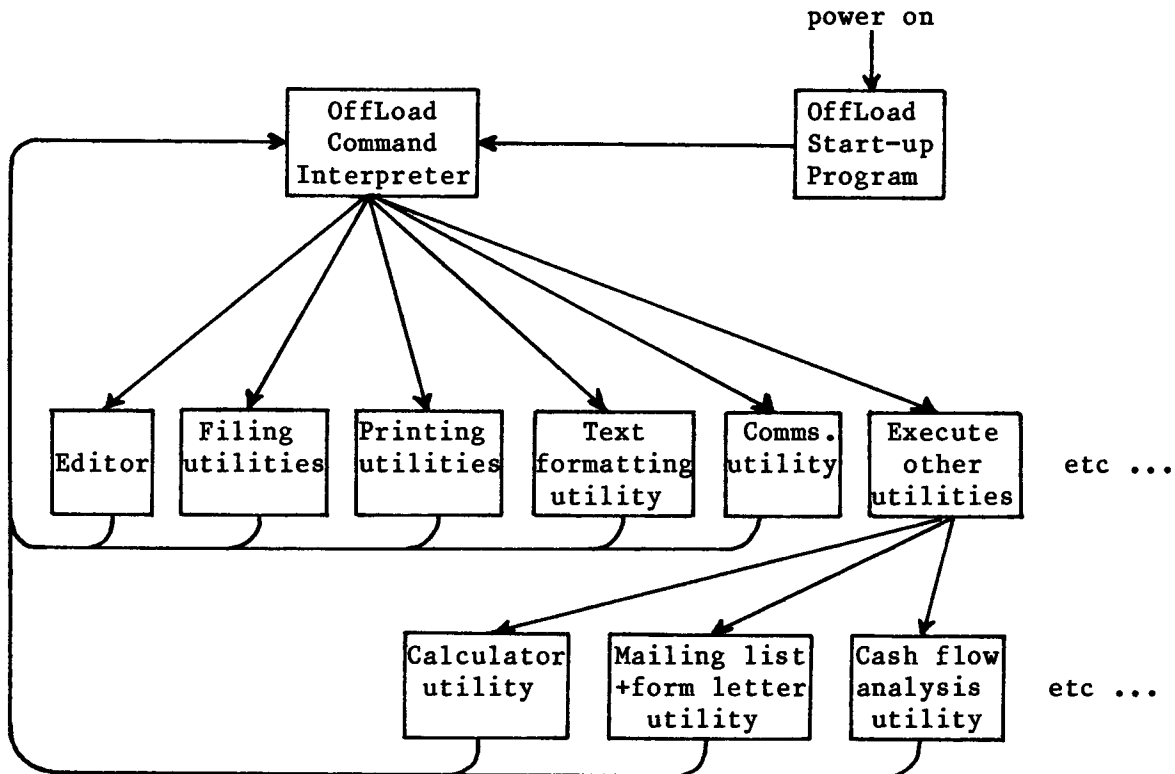 power on
OffLoad
Command
Interpreter
OffLoad
Start-up
Program
Editor
Filing
utilities
Printing
utilities
Text
formatting
utility
Comms.
utility
Execute
other
utilities
etc ...
Calculator
utility
Mailing list
+form letter
utility
Cash flow
analysis
utility
etc ...